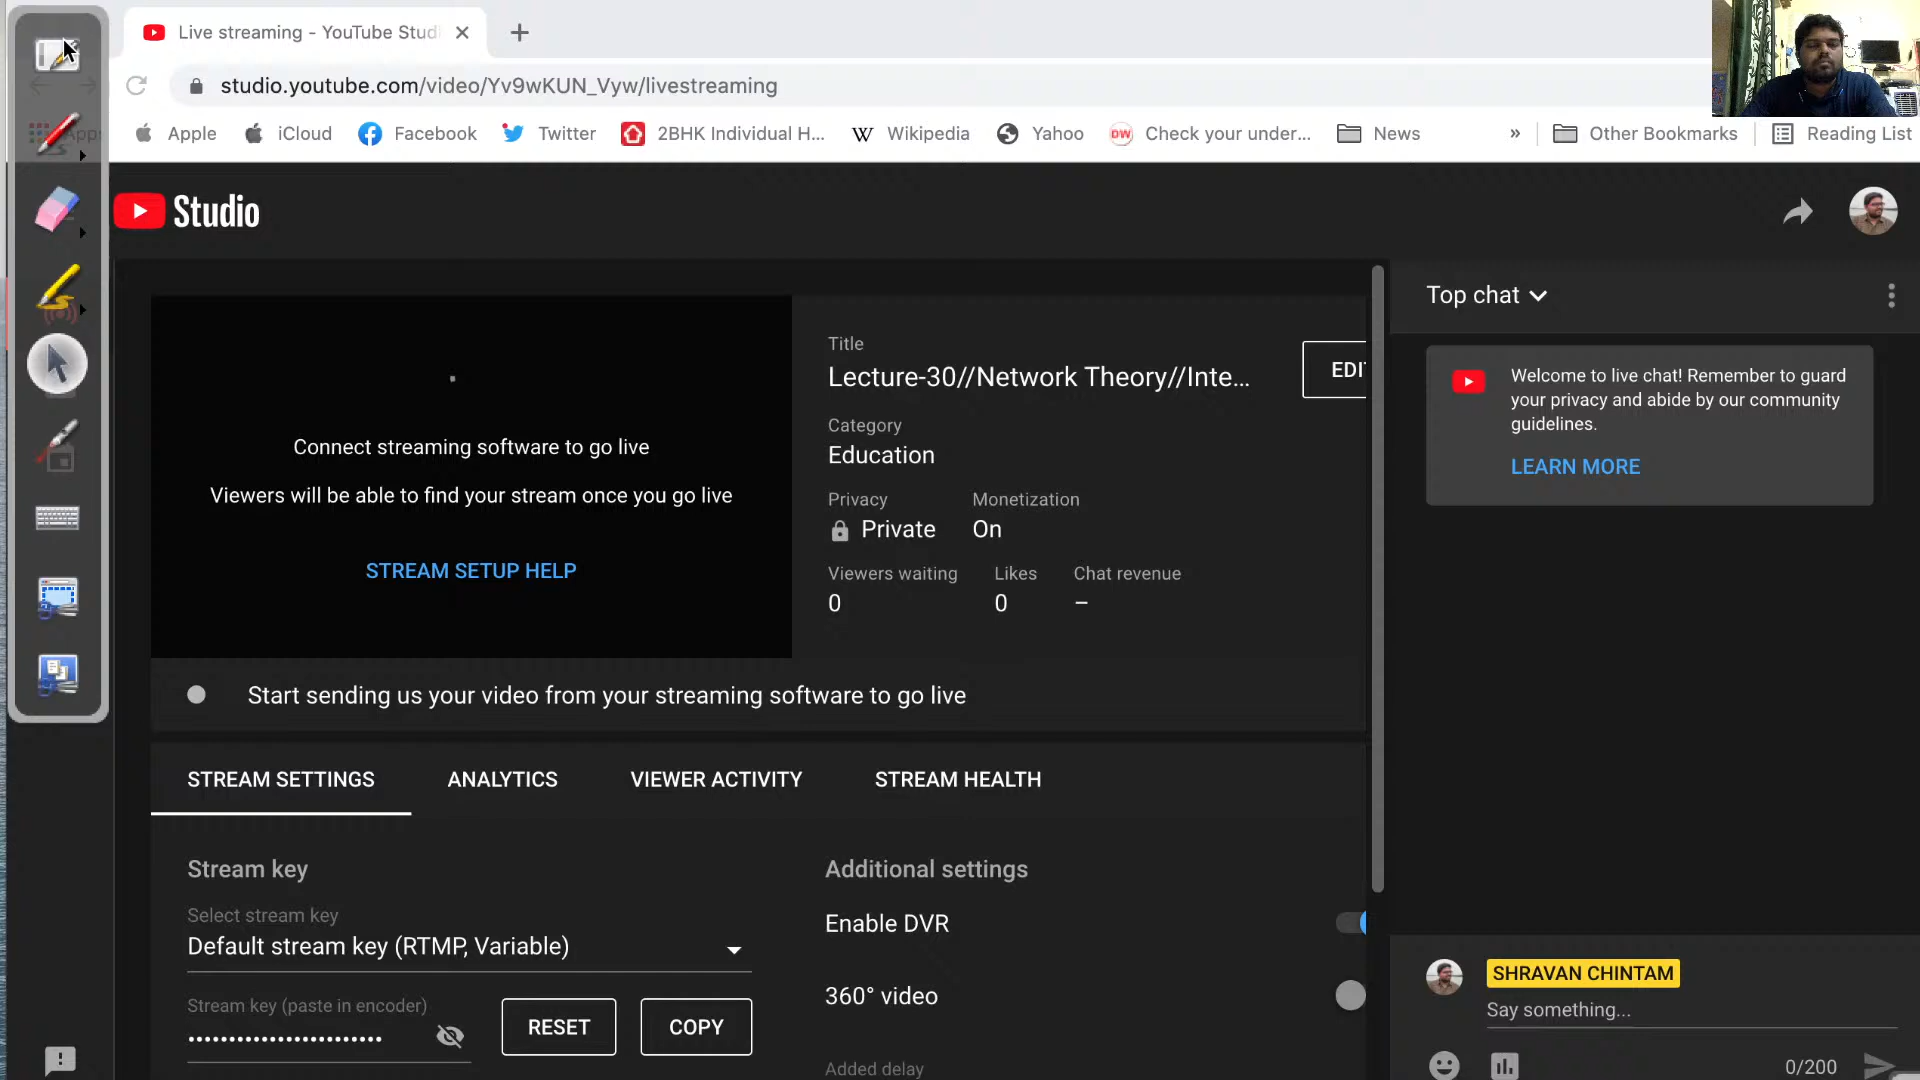 Live streaming - YouTube Studi
studio.youtube.com/video/Yv9wKUN_Vyw/livestreaming
Apps
Apple
iCloud
Facebook
Twitter
2BHK Individual H...
W
Wikipedia
Yahoo
DW
Check your under...
News
»
Other Bookmarks
Reading List
Studio
Connect streaming software to go live
Viewers will be able to find your stream once you go live
STREAM SETUP HELP
Title
Lecture-30//Network Theory//Inte...
EDIT
Category
Education
Privacy
Monetization
Private
On
Viewers waiting
Likes
Chat revenue
0
0
–
Start sending us your video from your streaming software to go live
STREAM SETTINGS
ANALYTICS
VIEWER ACTIVITY
STREAM HEALTH
Stream key
Select stream key
Default stream key (RTMP, Variable)
Stream key (paste in encoder)
••••••••••••••••••••••••
RESET
COPY
Additional settings
Enable DVR
360° video
Added delay
Top chat
Welcome to live chat! Remember to guard
your privacy and abide by our community
guidelines.
LEARN MORE
SHRAVAN CHINTAM
Say something...
0/200